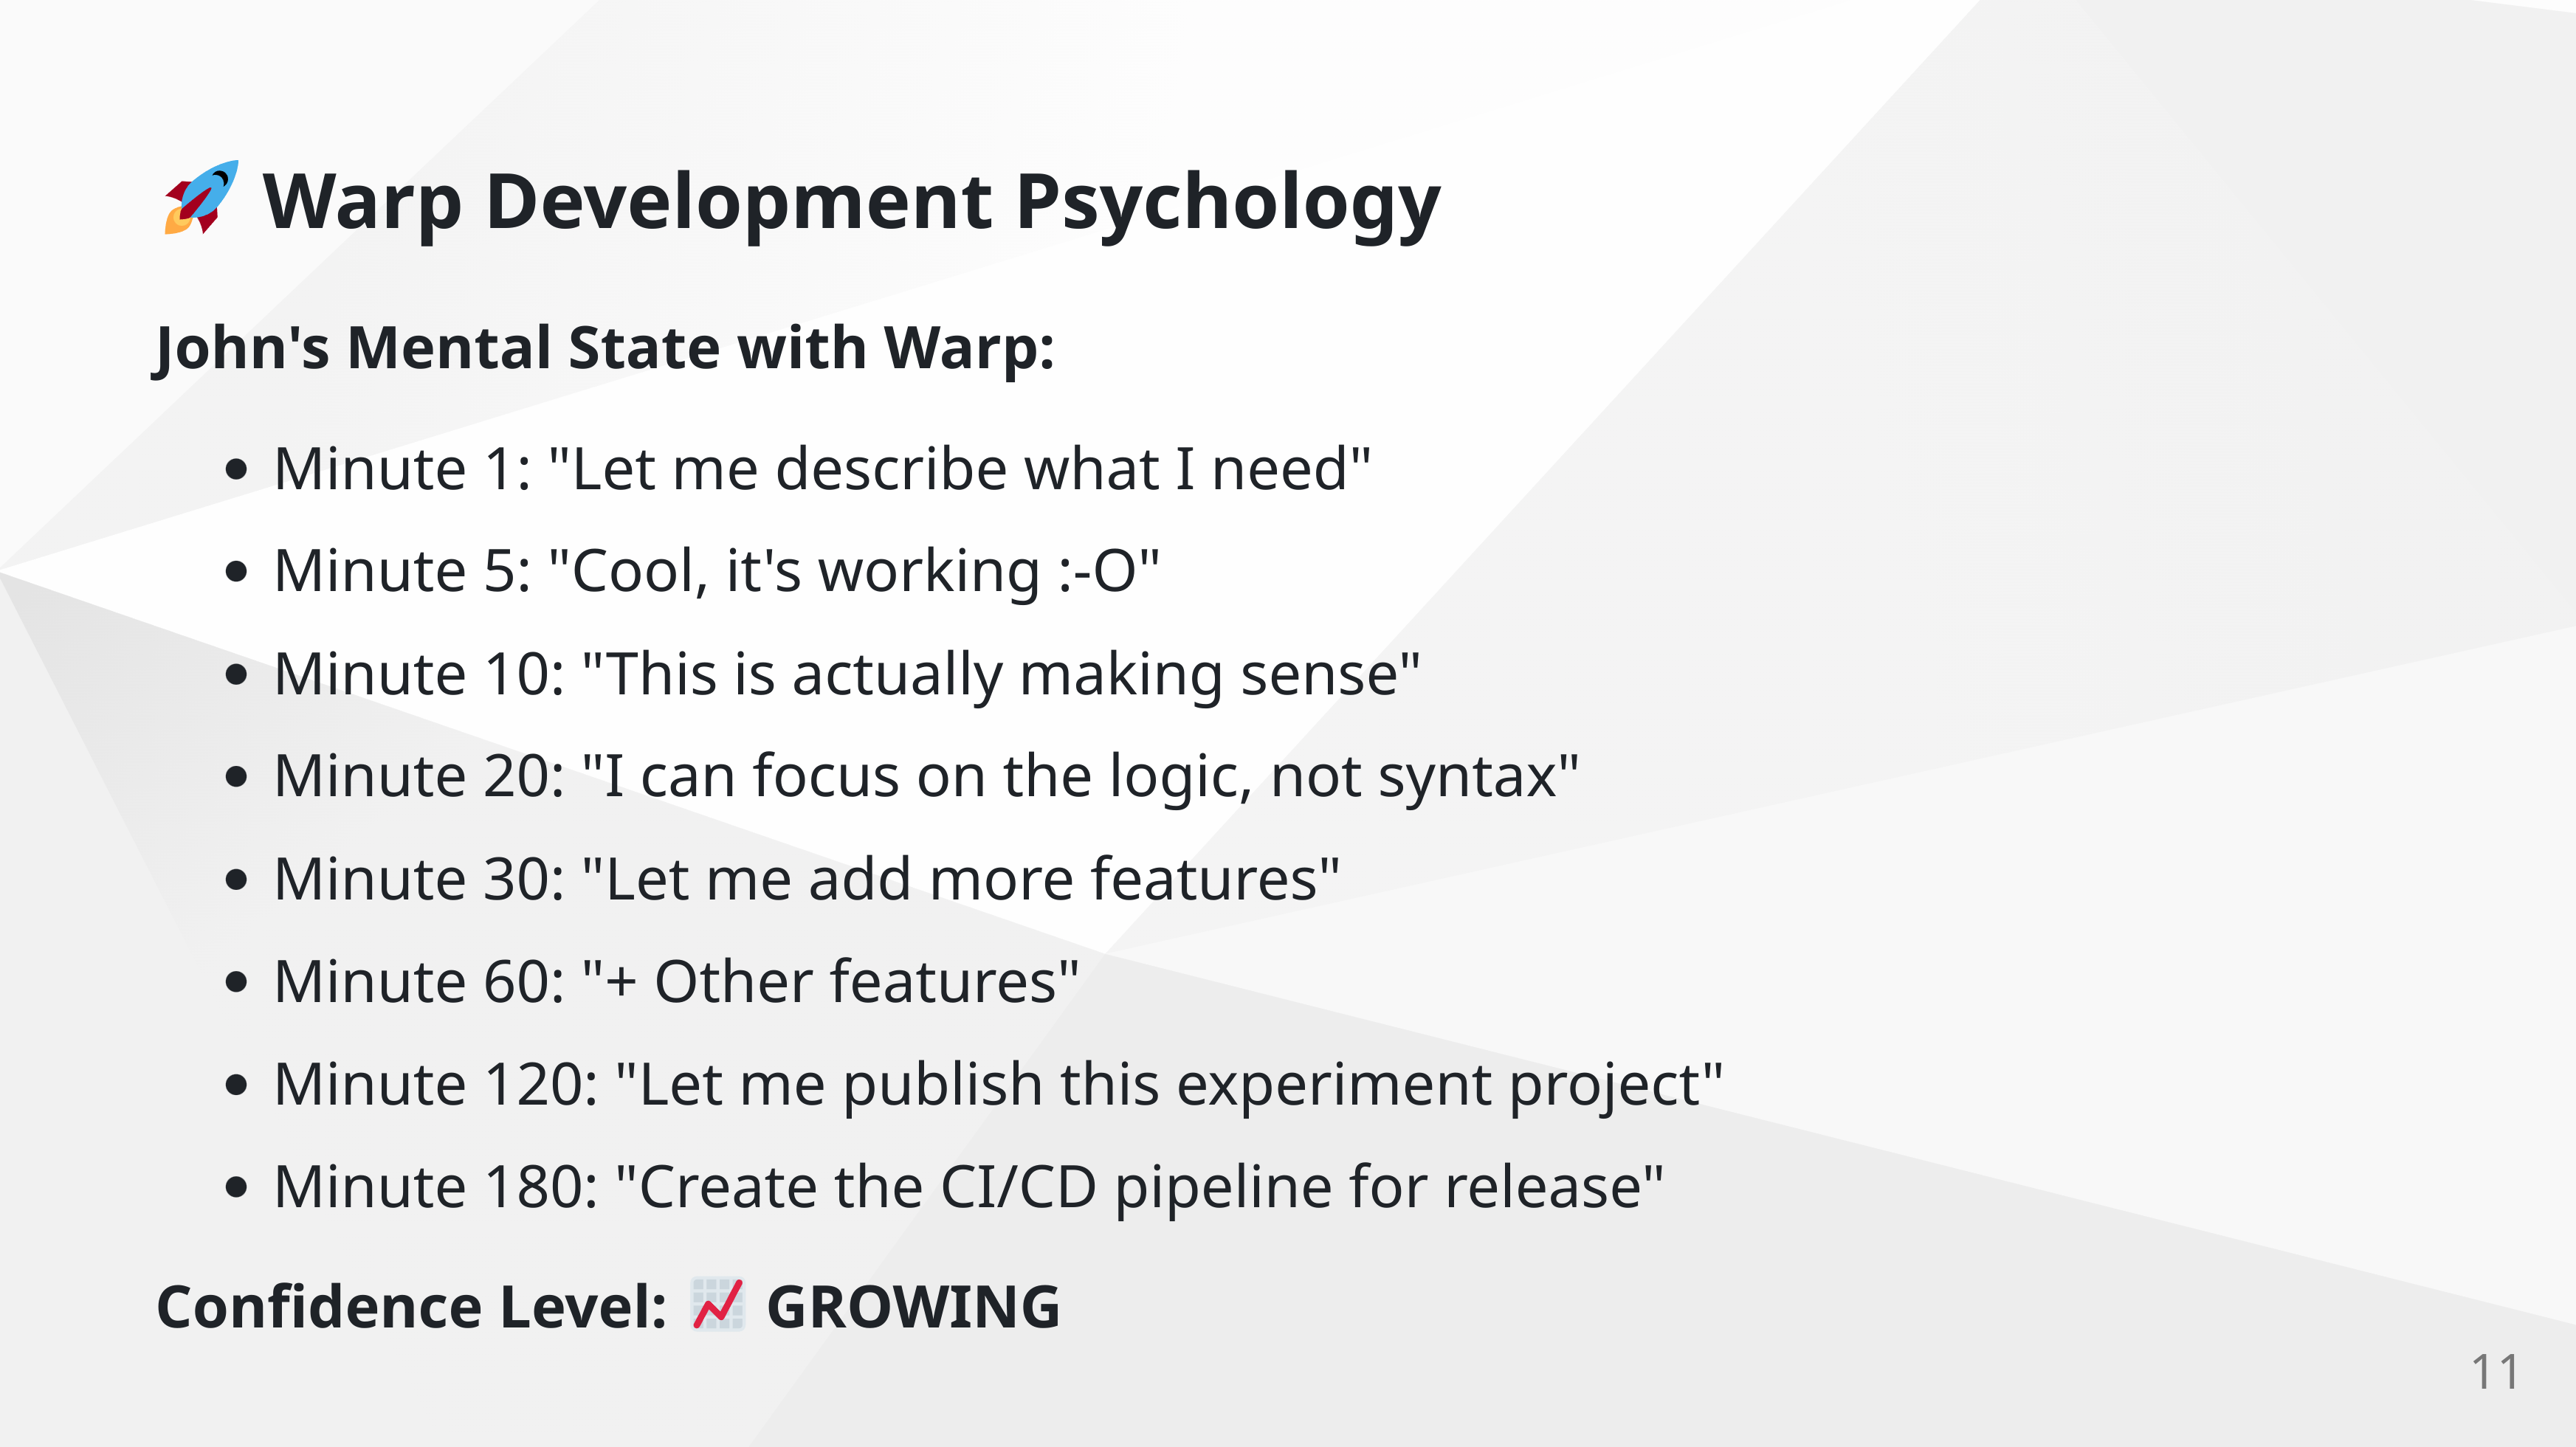 🚀 Warp Development Psychology
John's Mental State with Warp:
• Minute 1: "Let me describe what I need"
• Minute 5: "Cool, it's working :-O"
• Minute 10: "This is actually making sense"
• Minute 20: "I can focus on the logic, not syntax"
• Minute 30: "Let me add more features"
• Minute 60: "+ Other features"
• Minute 120: "Let me publish this experiment project"
• Minute 180: "Create the CI/CD pipeline for release"
Confidence Level: 📈 GROWING
11